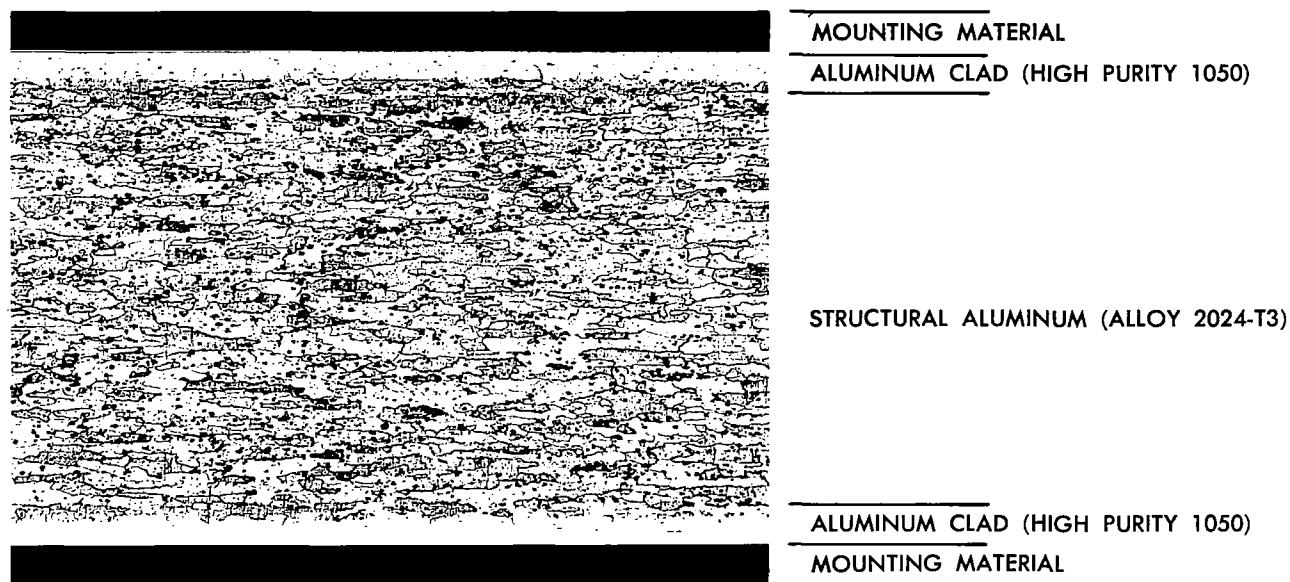 MOUNTING MATERIAL
ALUMINUM CLAD (HIGH PURITY 1050)
STRUCTURAL ALUMINUM (ALLOY 2024-T3)
ALUMINUM CLAD (HIGH PURITY 1050)
MOUNTING MATERIAL